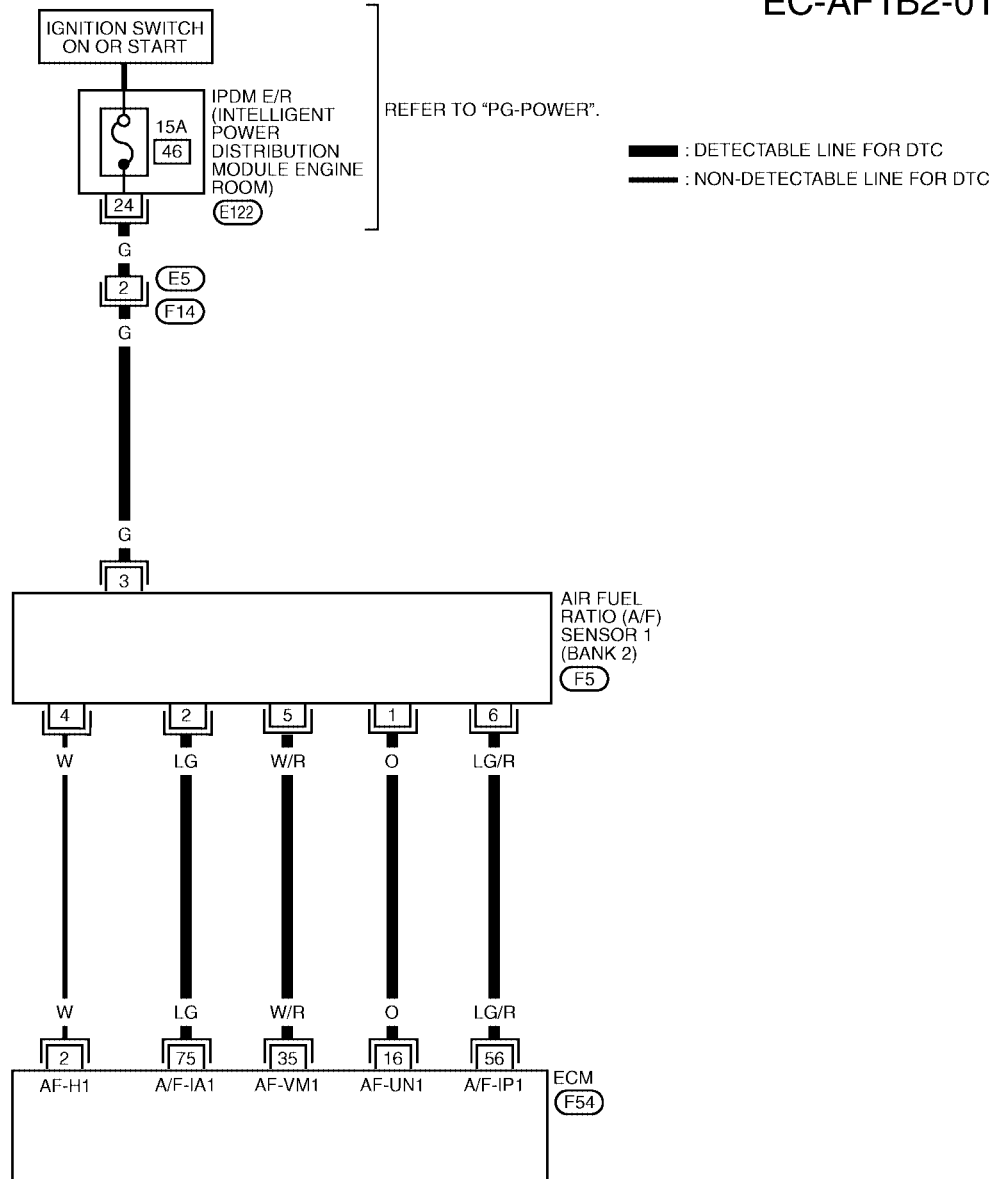 EC-AF1B2-01
IGNITION SWITCH
ON OR START
IPDM E/R
(INTELLIGENT
POWER
DISTRIBUTION
MODULE ENGINE
ROOM)
E122
15A
46
REFER TO “PG-POWER”.
: DETECTABLE LINE FOR DTC
: NON-DETECTABLE LINE FOR DTC
24
G
2
E5
F14
G
G
3
AIR FUEL
RATIO (A/F)
SENSOR 1
(BANK 2)
F5
4 2 5 1 6
W LG W/R O LG/R
W LG W/R O LG/R
2 75 35 16 56
AF-H1 A/F-IA1 AF-VM1 AF-UN1 A/F-IP1
ECM
F54